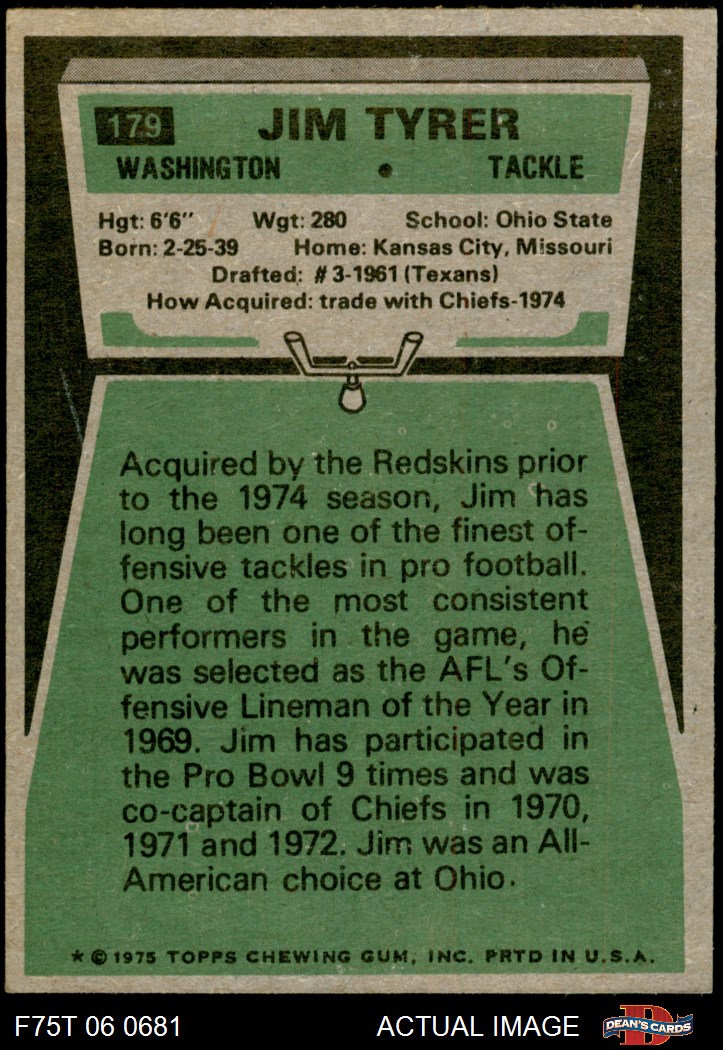 179 JIM TYRER
WASHINGTON • TACKLE
Hgt: 6'6" Wgt: 280 School: Ohio State
Born: 2-25-39 Home: Kansas City, Missouri
Drafted: #3-1961 (Texans)
How Acquired: trade with Chiefs-1974
Acquired by the Redskins prior
to the 1974 season, Jim has
long been one of the finest of-
fensive tackles in pro football.
One of the most consistent
performers in the game, he
was selected as the AFL's Of-
fensive Lineman of the Year in
1969. Jim has participated in
the Pro Bowl 9 times and was
co-captain of Chiefs in 1970,
1971 and 1972. Jim was an All-
American choice at Ohio.
* © 1975 TOPPS CHEWING GUM, INC. PRTD IN U.S.A.
F75T 06 0681 ACTUAL IMAGE D DEAN'S CARDS